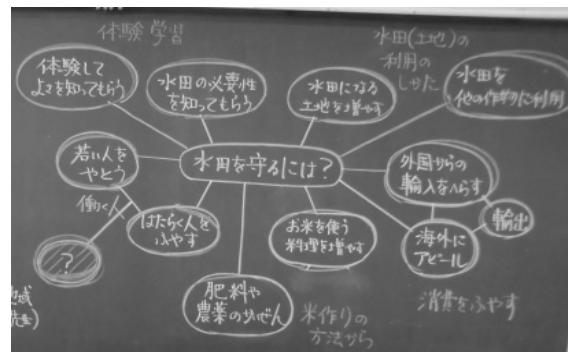 体験学習
水田(土地)の
利用の
しかた
体験して
よさを知ってもらう
水田の必要性
を知ってもらう
水田になる
土地を増やす
水田を
他の作物に利用
若い人を
やとう
水田を守るには?
外国からの
輸入をへらす
働く人
はたらく人を
ふやす
お米を使う
料理を増やす
海外に
アピール
輸出
?
肥料や
農薬のかいぜん
米作りの
方法から
消費をふやす